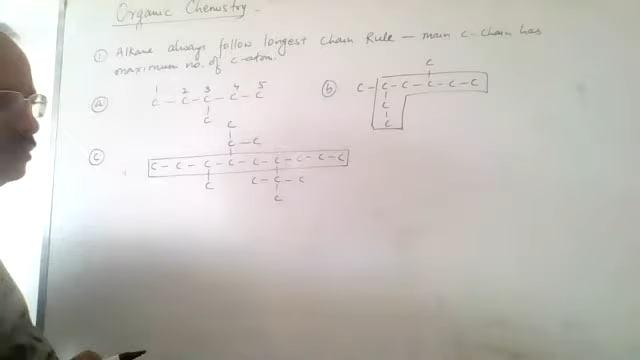 Organic Chemistry.
① Alkane always follow longest chain Rule — main C-chain has
maximum no. of C-atom.
ⓐ
1 2 3 4 5
C - C - C - C - C
C
ⓑ
C
C - C - C - C - C - C
C
C
ⓒ
C
C - C
C - C - C - C - C - C - C - C - C
C
C - C - C
C